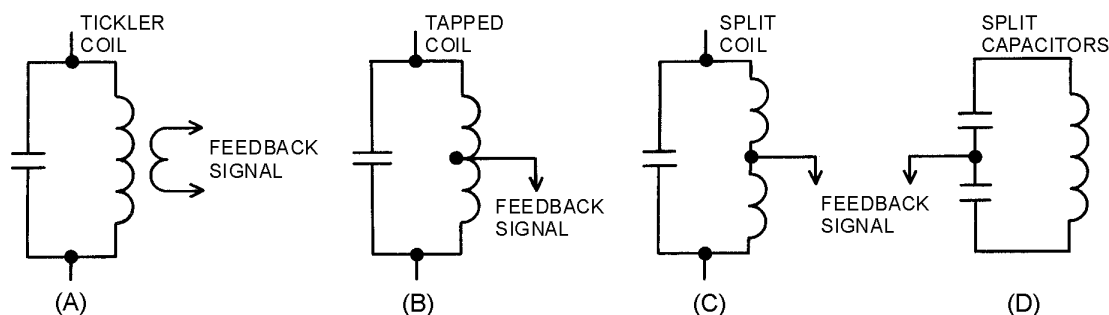 TICKLER
COIL
FEEDBACK
SIGNAL
(A)
TAPPED
COIL
FEEDBACK
SIGNAL
(B)
SPLIT
COIL
FEEDBACK
SIGNAL
(C)
SPLIT
CAPACITORS
(D)